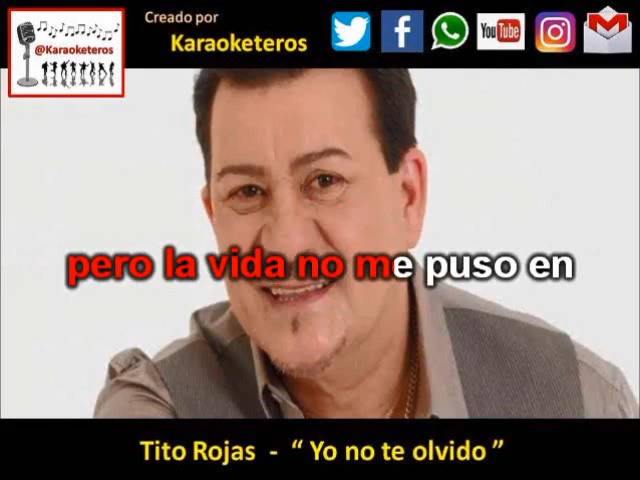 @Karaoketeros
Creado por
Karaoketeros
You Tube
pero la vida no me puso en
Tito Rojas - “ Yo no te olvido ”